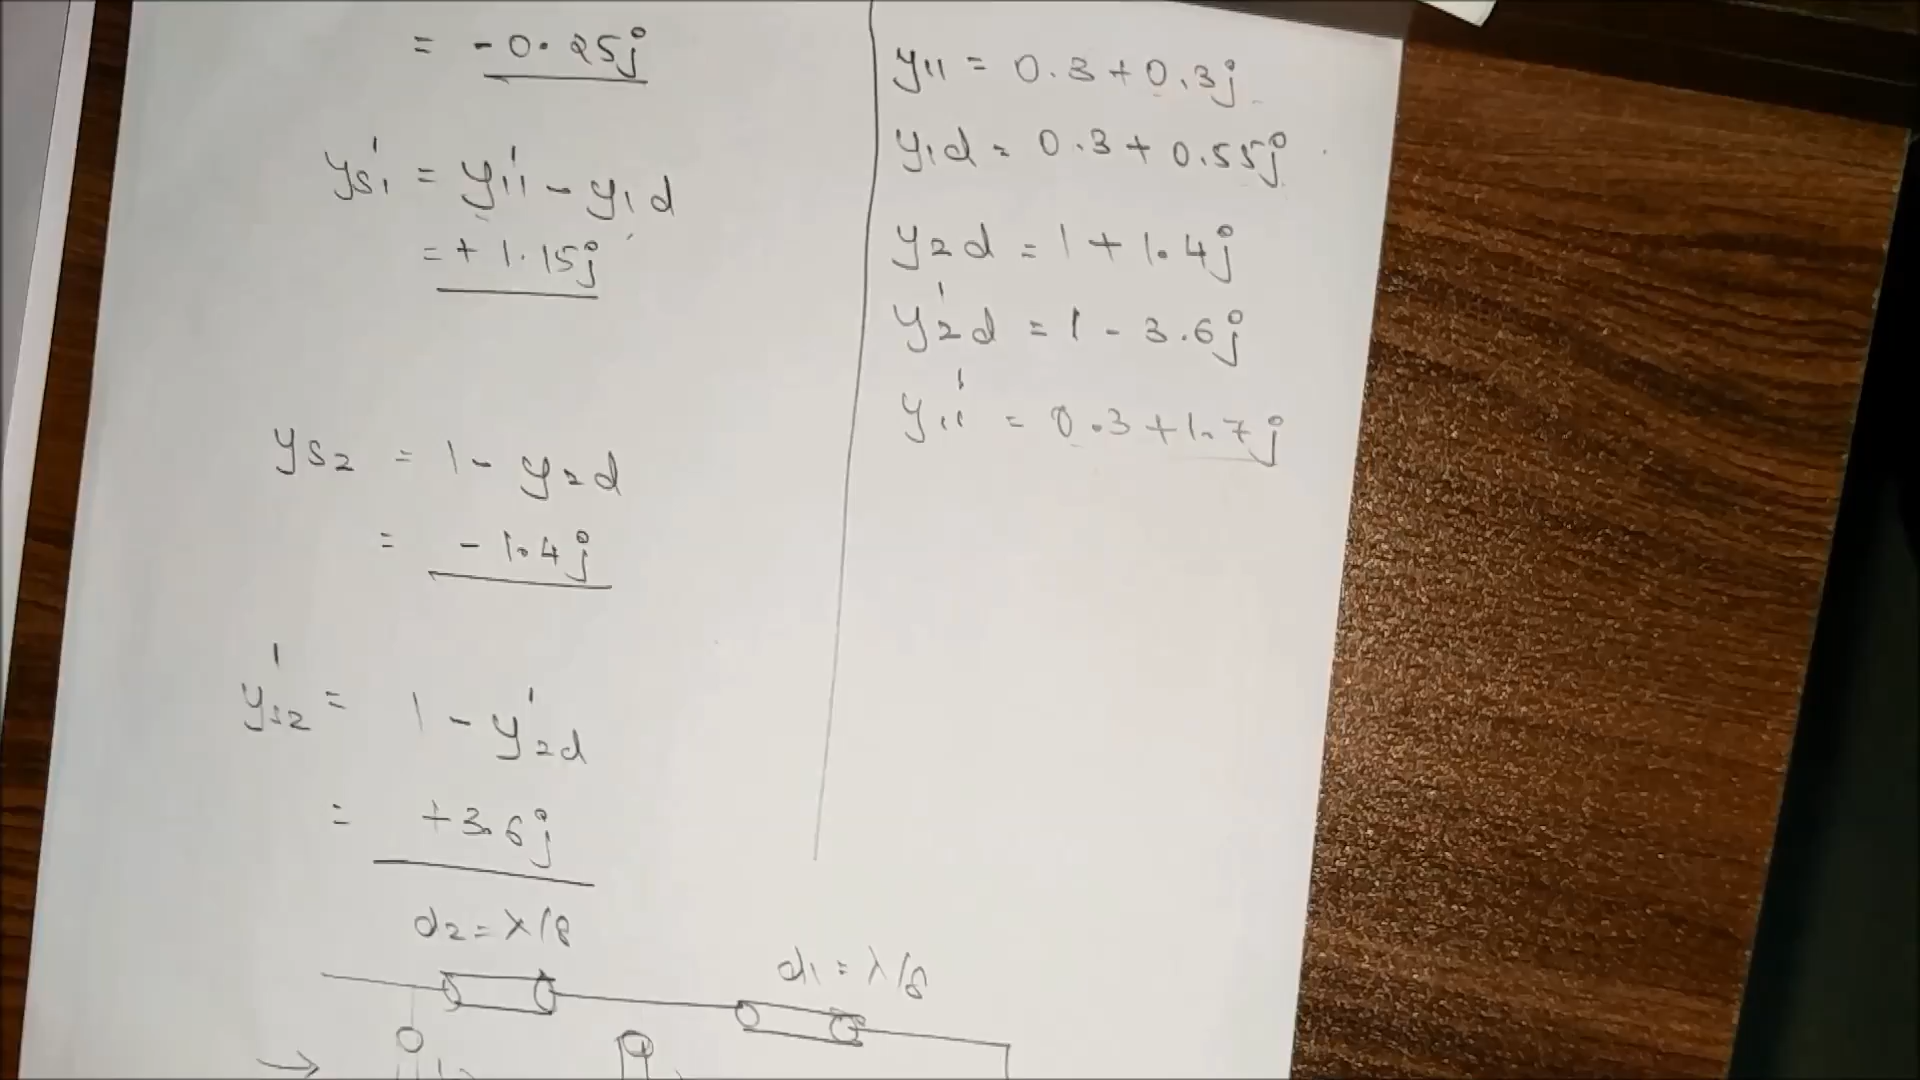 = -0.25j
ys1' = y11' - y1d
= +1.15j
ys2 = 1 - y2d
= -1.4j
ys2' = 1 - y2d'
= +3.6j
d2 = λ/8
d1 = λ/8
y11 = 0.3 + 0.3j
y1d = 0.3 + 0.55j
y2d = 1 + 1.4j
y2d' = 1 - 3.6j
y11' = 0.3 + 1.7j